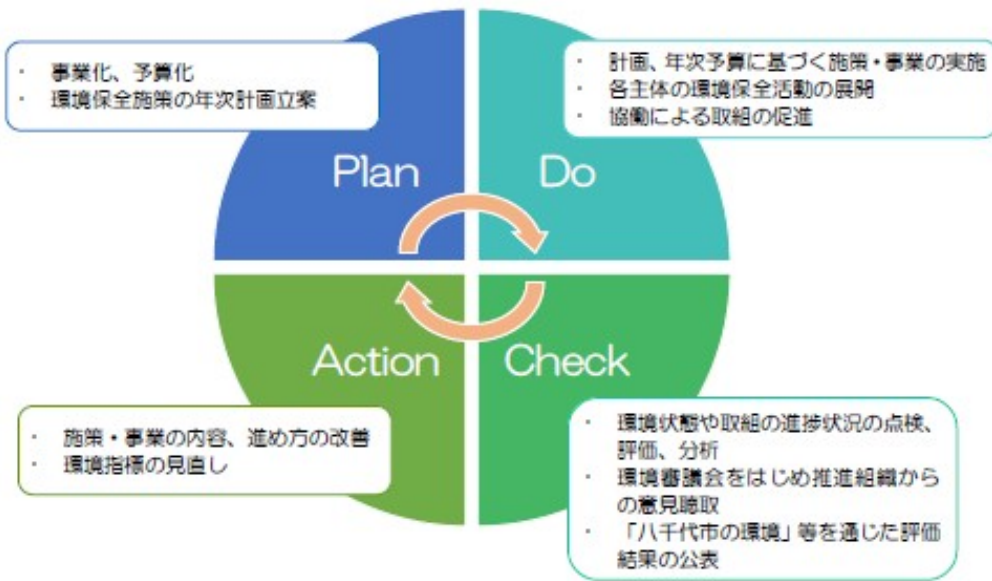 ・ 事業化、予算化
・ 環境保全施策の年次計画立案
Plan
・ 計画、年次予算に基づく施策・事業の実施
・ 各主体の環境保全活動の展開
・ 協働による取組の促進
Do
Action
・ 施策・事業の内容、進め方の改善
・ 環境指標の見直し
Check
・ 環境状態や取組の進捗状況の点検、
評価、分析
・ 環境審議会をはじめ推進組織から
の意見聴取
・ 「八千代市の環境」等を通じた評価
結果の公表